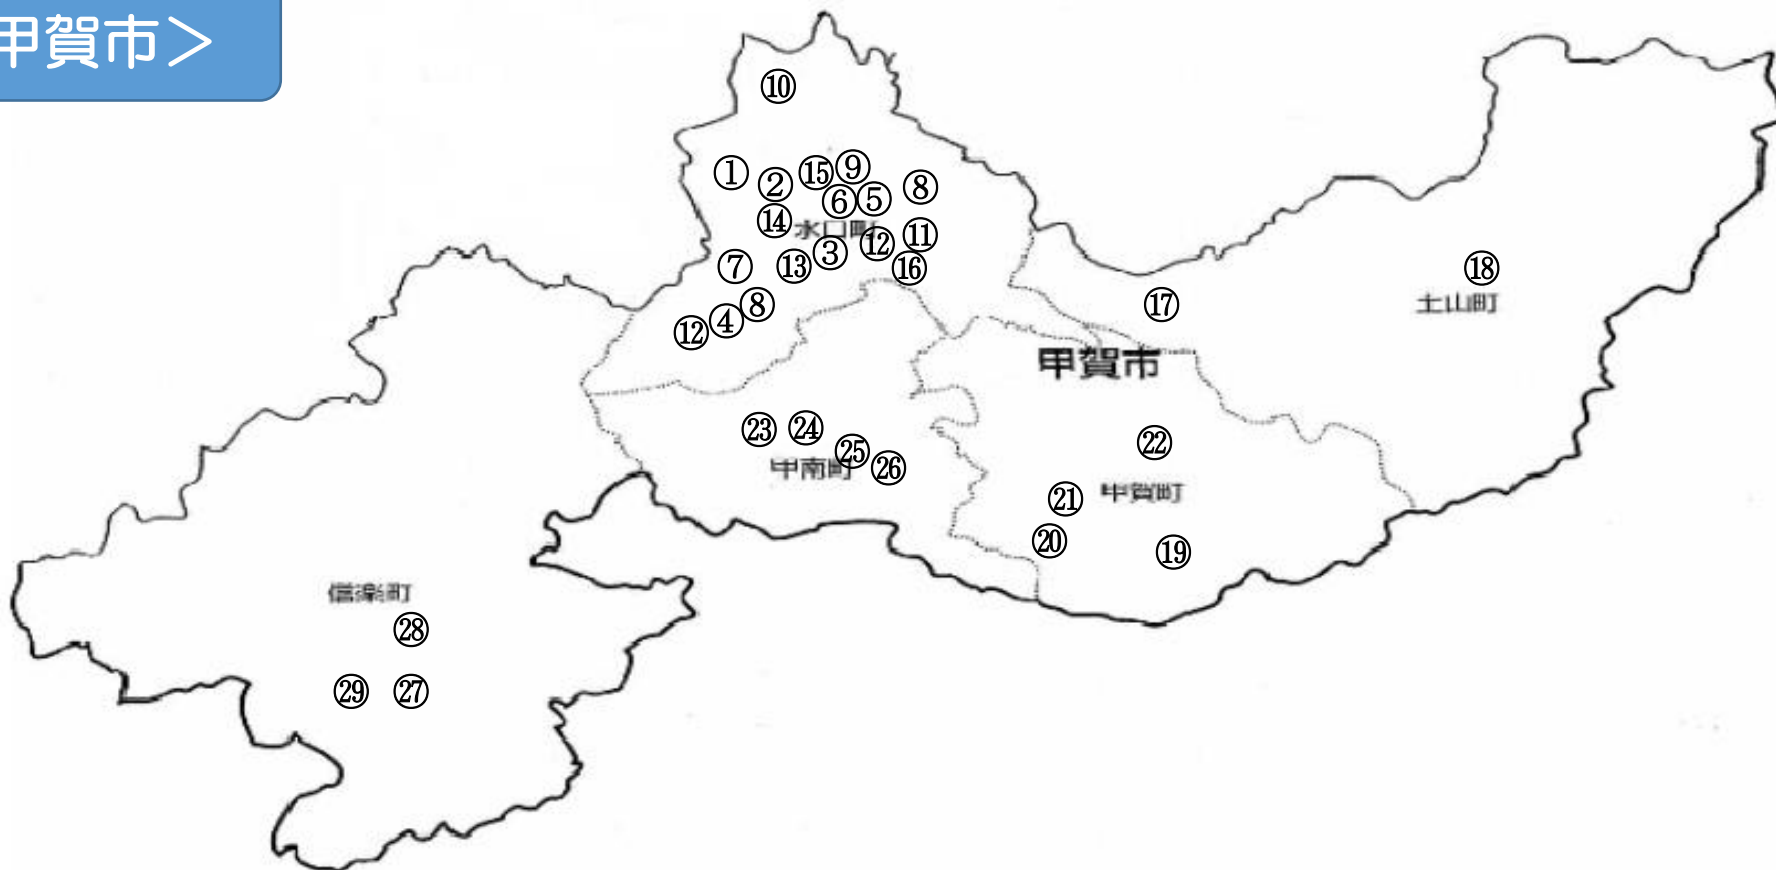 甲賀市＞
⑩
① ② ⑮ ⑨ ⑧
⑥ ⑤
⑭ 水口町 ⑪
⑦ ⑬ ③ ⑫ ⑯
⑫ ④ ⑧
⑰ ⑱
土山町
甲賀市
㉓ ㉔ ㉕ ㉖
甲南町
㉒
㉑ 甲賀町
⑳ ⑲
信楽町
㉘
㉙ ㉗